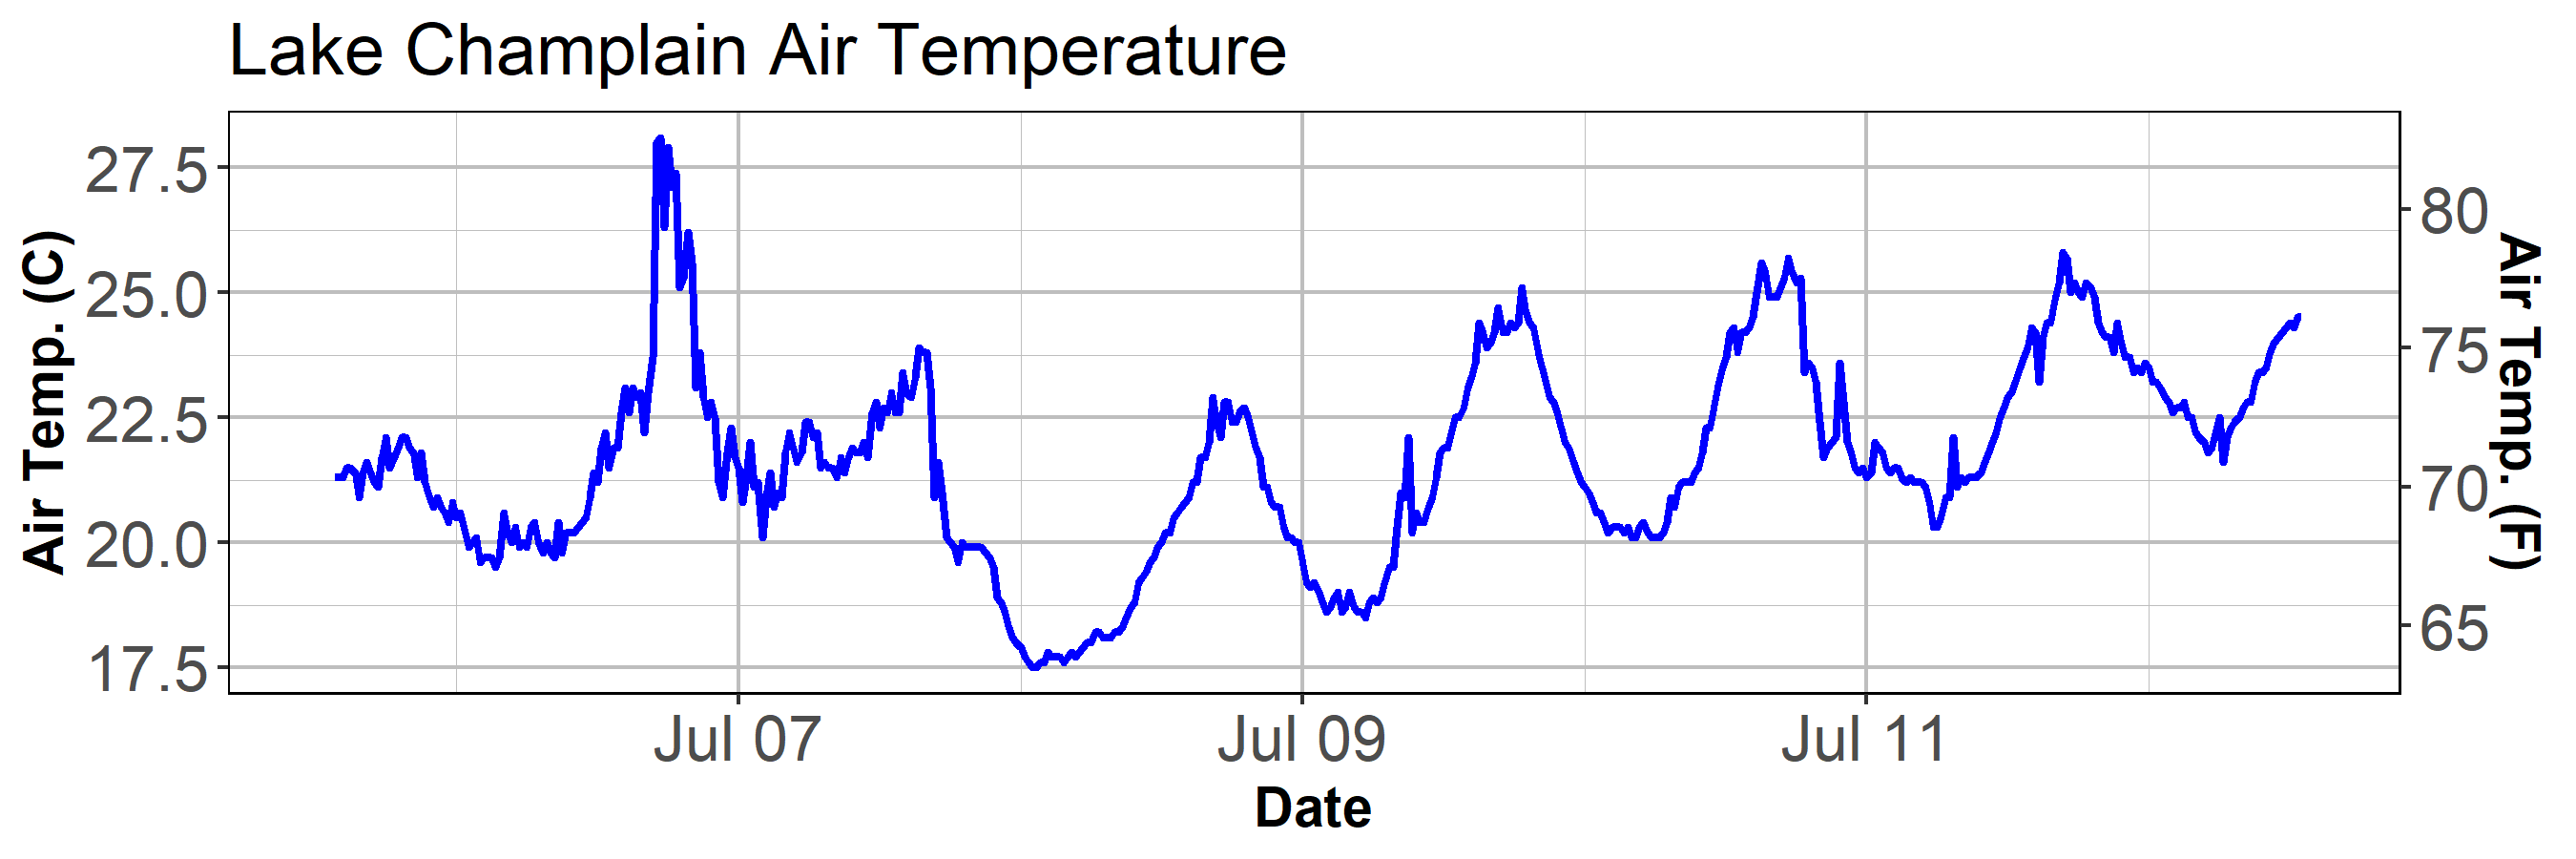 Lake Champlain Air Temperature
Air Temp. (C)
27.5
25.0
22.5
20.0
17.5
80
75
70
65
Air Temp. (F)
Jul 07
Jul 09
Jul 11
Date